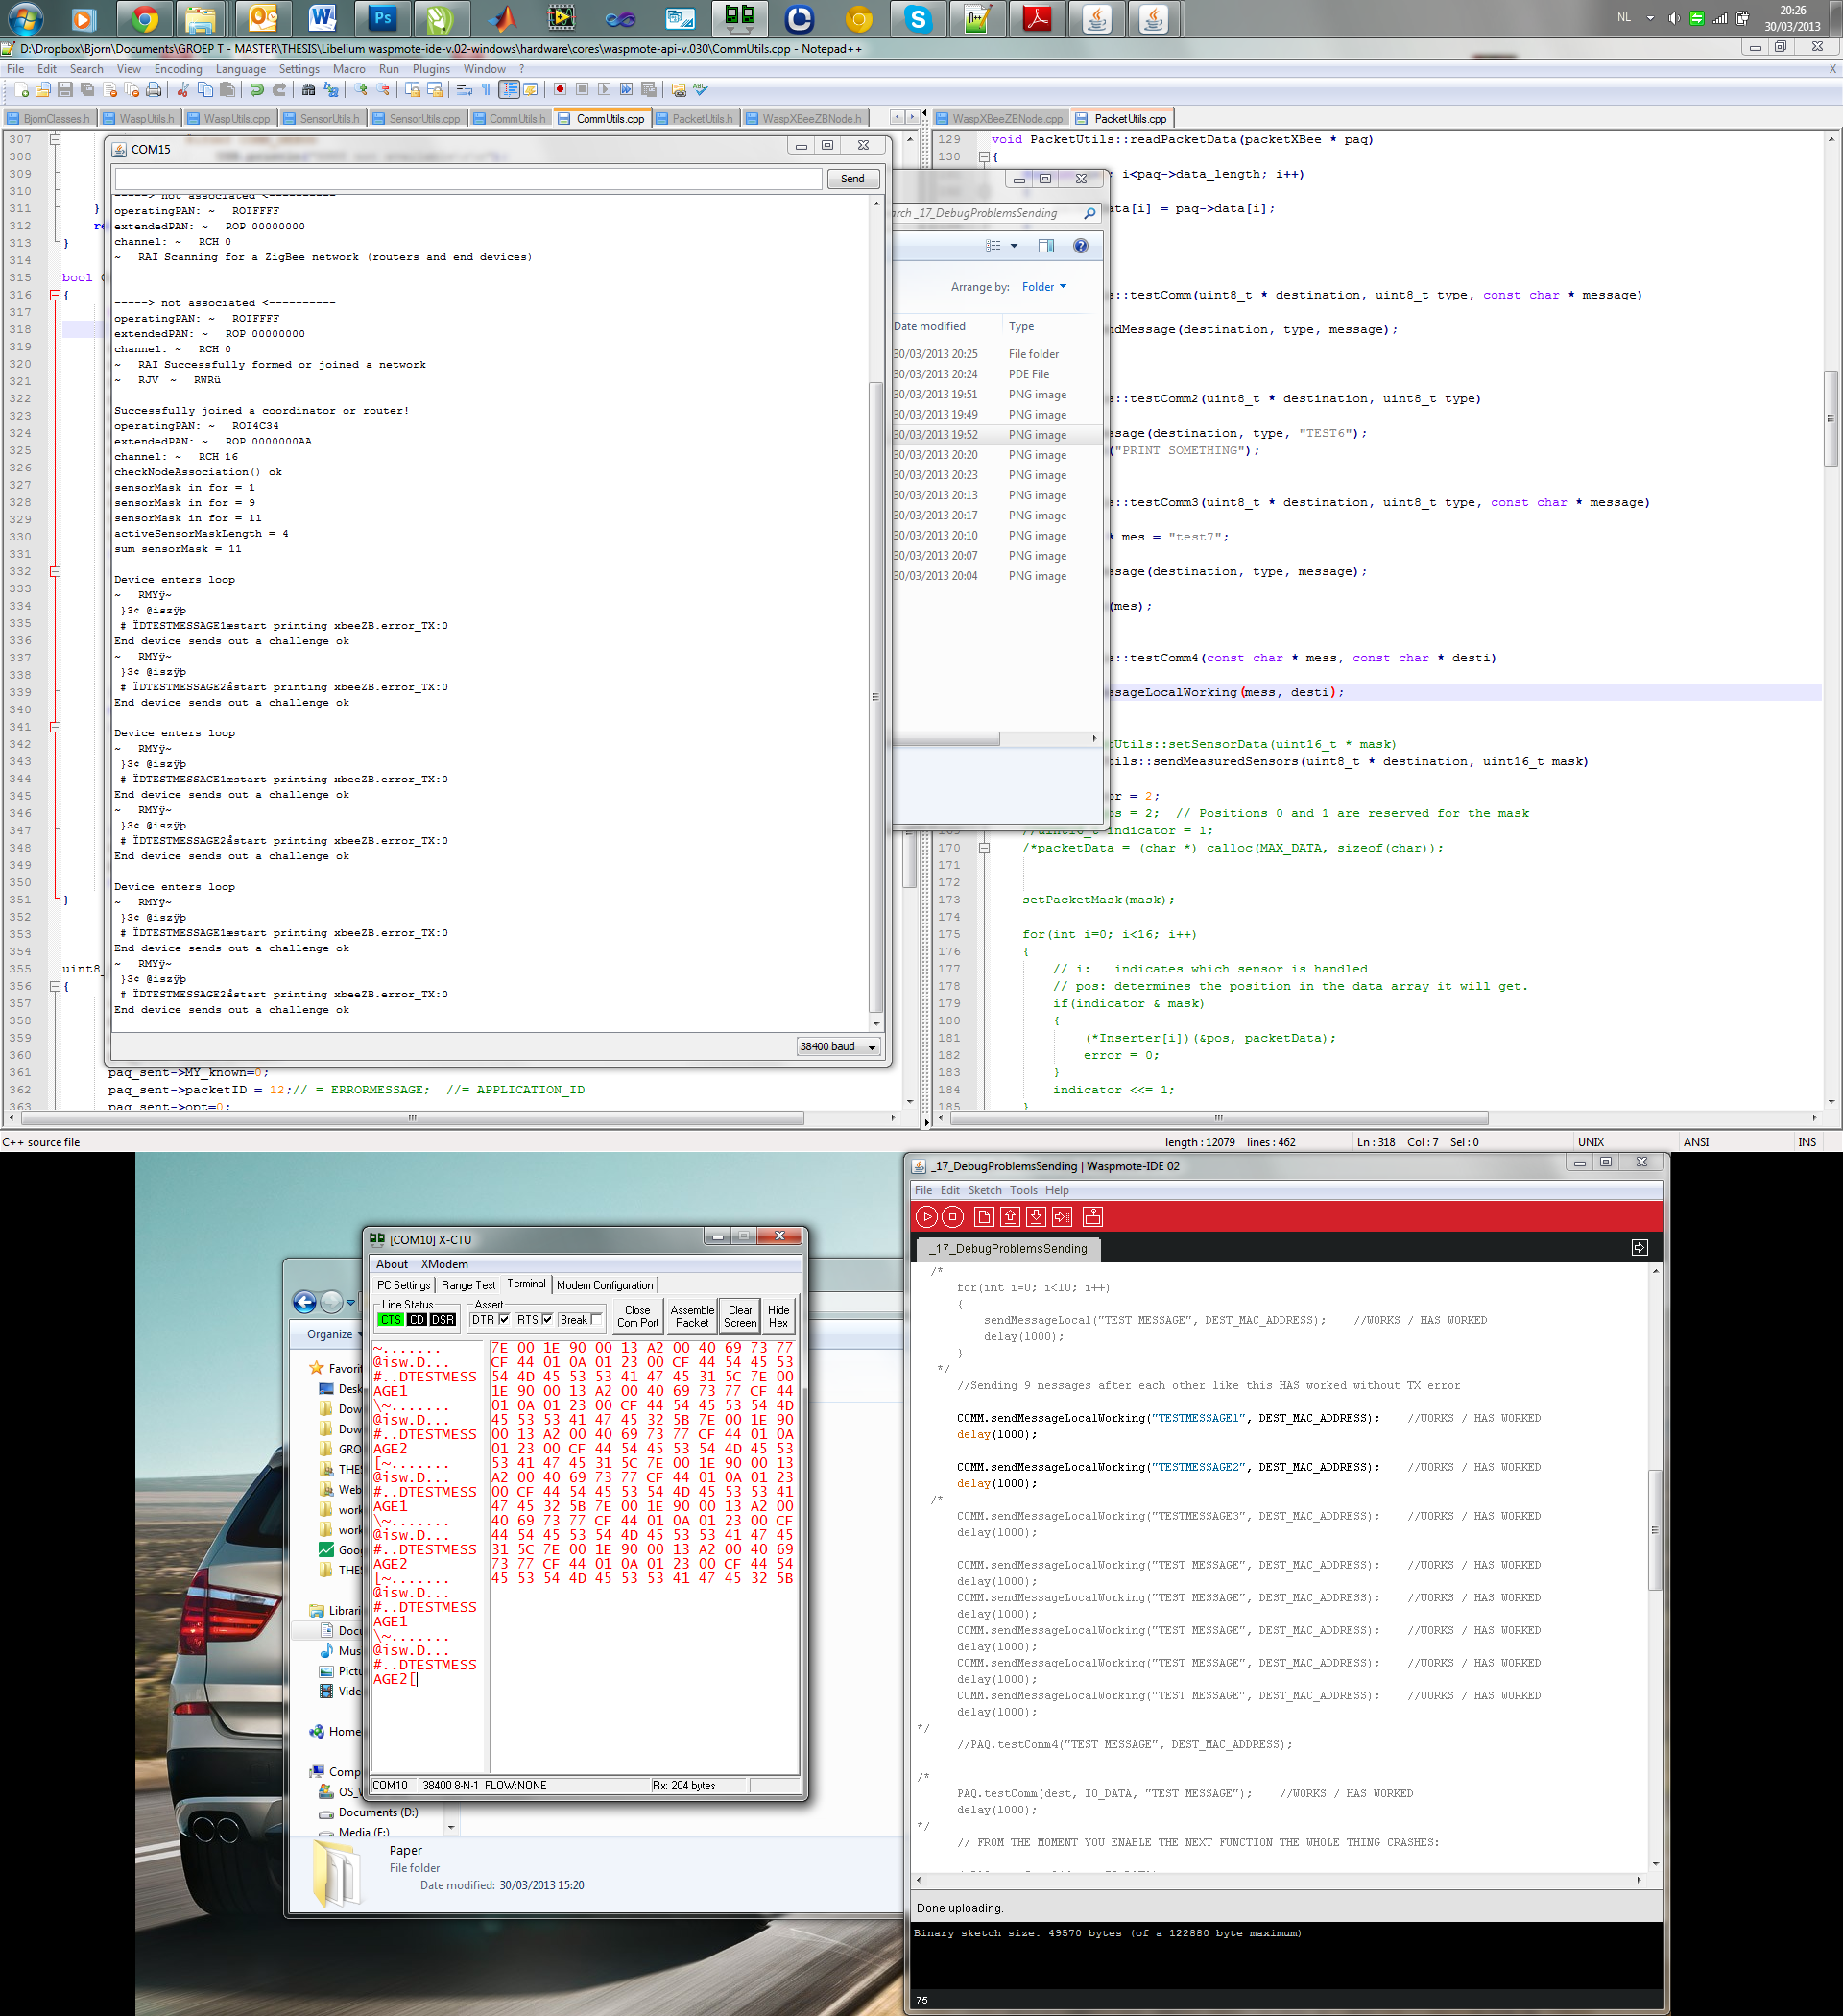 NL
20:26
30/03/2013
D:\Dropbox\Bjorn\Documents\GROEP T - MASTER\THESIS\Libelium waspmote-ide-v.02-windows\hardware\cores\waspmote-api-v.030\CommUtils.cpp - Notepad++
File Edit Search View Encoding Language Settings Macro Run Plugins Window ?
BjornClasses.h WaspUtils.h WaspUtils.cpp SensorUtils.h SensorUtils.cpp CommUtils.h CommUtils.cpp PacketUtils.h WaspXBeeZBNode.h
WaspXBeeZBNode.cpp PacketUtils.cpp
COM15
Send
-----> not associated <----------
operatingPAN: ~   ROIFFFF
extendedPAN: ~   ROP 00000000
channel: ~   RCH 0
~   RAI Scanning for a ZigBee network (routers and end devices)
-----> not associated <----------
operatingPAN: ~   ROIFFFF
extendedPAN: ~   ROP 00000000
channel: ~   RCH 0
~   RAI Successfully formed or joined a network
~   RJV  ~   RWRü
Successfully joined a coordinator or router!
operatingPAN: ~   ROI4C34
extendedPAN: ~   ROP 0000000AA
channel: ~   RCH 16
checkNodeAssociation() ok
sensorMask in for = 1
sensorMask in for = 9
sensorMask in for = 11
activeSensorMaskLength = 4
sum sensorMask = 11
Device enters loop
~   RMYÿ~
}3¢ @iszÿþ
# ÏDTESTMESSAGE1æstart printing xbeeZB.error_TX:0
End device sends out a challenge ok
~   RMYÿ~
}3¢ @iszÿþ
# ÏDTESTMESSAGE2åstart printing xbeeZB.error_TX:0
End device sends out a challenge ok
Device enters loop
~   RMYÿ~
}3¢ @iszÿþ
# ÏDTESTMESSAGE1æstart printing xbeeZB.error_TX:0
End device sends out a challenge ok
~   RMYÿ~
}3¢ @iszÿþ
# ÏDTESTMESSAGE2åstart printing xbeeZB.error_TX:0
End device sends out a challenge ok
Device enters loop
~   RMYÿ~
}3¢ @iszÿþ
# ÏDTESTMESSAGE1æstart printing xbeeZB.error_TX:0
End device sends out a challenge ok
~   RMYÿ~
}3¢ @iszÿþ
# ÏDTESTMESSAGE2åstart printing xbeeZB.error_TX:0
End device sends out a challenge ok
38400 baud
361 paq_sent->MY_known=0;
362 paq_sent->packetID = 12;// = ERRORMESSAGE;  //= APPLICATION_ID
363 paq_sent->opt=0;
_17_DebugProblemsSending
Arrange by: Folder
Date modified Type
30/03/2013 20:25 File folder
30/03/2013 20:24 PDE File
30/03/2013 19:51 PNG image
30/03/2013 19:49 PNG image
30/03/2013 19:52 PNG image
30/03/2013 20:20 PNG image
30/03/2013 20:23 PNG image
30/03/2013 20:13 PNG image
30/03/2013 20:17 PNG image
30/03/2013 20:10 PNG image
30/03/2013 20:07 PNG image
30/03/2013 20:04 PNG image
129 void PacketUtils::readPacketData(packetXBee * paq)
130 {
; i<paq->data_length; i++)
ta[i] = paq->data[i];
s::testComm(uint8_t * destination, uint8_t type, const char * message)
ndMessage(destination, type, message);
s::testComm2(uint8_t * destination, uint8_t type)
ssage(destination, type, "TEST6");
("PRINT SOMETHING");
s::testComm3(uint8_t * destination, uint8_t type, const char * message)
* mes = "test7";
ssage(destination, type, message);
(mes);
s::testComm4(const char * mess, const char * desti)
ssageLocalWorking(mess, desti);
tUtils::setSensorData(uint16_t * mask)
tils::sendMeasuredSensors(uint8_t * destination, uint16_t mask)
or = 2;
os = 2;  // Positions 0 and 1 are reserved for the mask
indicator = 1;
170 /*packetData = (char *) calloc(MAX_DATA, sizeof(char));
171
172
173 setPacketMask(mask);
174
175 for(int i=0; i<16; i++)
176 {
177 // i:   indicates which sensor is handled
178 // pos: determines the position in the data array it will get.
179 if(indicator & mask)
180 {
181 (*Inserter[i])(&pos, packetData);
182 error = 0;
183 }
184 indicator <<= 1;
185 }
C++ source file
length : 12079 lines : 462
Ln : 318 Col : 7 Sel : 0
UNIX
ANSI
INS
[COM10] X-CTU
About XModem
PC Settings Range Test Terminal Modem Configuration
Line Status Assert
CTS CD DSR DTR RTS Break
Close Com Port
Assemble Packet
Clear Screen
Hide Hex
~.......
@isw.D...
#..DTESTMESS
AGE1
\~.......
@isw.D...
#..DTESTMESS
AGE2
[~.......
@isw.D...
#..DTESTMESS
AGE1
\~.......
@isw.D...
#..DTESTMESS
AGE2
[~.......
@isw.D...
#..DTESTMESS
AGE1
\~.......
@isw.D...
#..DTESTMESS
AGE2[
7E 00 1E 90 00 13 A2 00 40 69 73 77
CF 44 01 0A 01 23 00 CF 44 54 45 53
54 4D 45 53 53 41 47 45 31 5C 7E 00
1E 90 00 13 A2 00 40 69 73 77 CF 44
01 0A 01 23 00 CF 44 54 45 53 54 4D
45 53 53 41 47 45 32 5B 7E 00 1E 90
00 13 A2 00 40 69 73 77 CF 44 01 0A
01 23 00 CF 44 54 45 53 54 4D 45 53
53 41 47 45 31 5C 7E 00 1E 90 00 13
A2 00 40 69 73 77 CF 44 01 0A 01 23
00 CF 44 54 45 53 54 4D 45 53 53 41
47 45 32 5B 7E 00 1E 90 00 13 A2 00
40 69 73 77 CF 44 01 0A 01 23 00 CF
44 54 45 53 54 4D 45 53 53 41 47 45
31 5C 7E 00 1E 90 00 13 A2 00 40 69
73 77 CF 44 01 0A 01 23 00 CF 44 54
45 53 54 4D 45 53 53 41 47 45 32 5B
COM10 38400 8-N-1 FLOW:NONE Rx: 204 bytes
Organize
Documents (D:)
Media (F:)
Paper
File folder
Date modified: 30/03/2013 15:20
_17_DebugProblemsSending | Waspmote-IDE 02
File Edit Sketch Tools Help
_17_DebugProblemsSending
/*
for(int i=0; i<10; i++)
{
sendMessageLocal("TEST MESSAGE", DEST_MAC_ADDRESS);    //WORKS / HAS WORKED
delay(1000);
}
*/
//Sending 9 messages after each other like this HAS worked without TX error
COMM.sendMessageLocalWorking("TESTMESSAGE1", DEST_MAC_ADDRESS);    //WORKS / HAS WORKED
delay(1000);
COMM.sendMessageLocalWorking("TESTMESSAGE2", DEST_MAC_ADDRESS);    //WORKS / HAS WORKED
delay(1000);
/*
COMM.sendMessageLocalWorking("TESTMESSAGE3", DEST_MAC_ADDRESS);    //WORKS / HAS WORKED
delay(1000);
COMM.sendMessageLocalWorking("TEST MESSAGE", DEST_MAC_ADDRESS);    //WORKS / HAS WORKED
delay(1000);
COMM.sendMessageLocalWorking("TEST MESSAGE", DEST_MAC_ADDRESS);    //WORKS / HAS WORKED
delay(1000);
COMM.sendMessageLocalWorking("TEST MESSAGE", DEST_MAC_ADDRESS);    //WORKS / HAS WORKED
delay(1000);
COMM.sendMessageLocalWorking("TEST MESSAGE", DEST_MAC_ADDRESS);    //WORKS / HAS WORKED
delay(1000);
COMM.sendMessageLocalWorking("TEST MESSAGE", DEST_MAC_ADDRESS);    //WORKS / HAS WORKED
delay(1000);
*/
//PAQ.testComm4("TEST MESSAGE", DEST_MAC_ADDRESS);
/*
PAQ.testComm(dest, IO_DATA, "TEST MESSAGE");    //WORKS / HAS WORKED
delay(1000);
*/
// FROM THE MOMENT YOU ENABLE THE NEXT FUNCTION THE WHOLE THING CRASHES:
Done uploading.
Binary sketch size: 49570 bytes (of a 122880 byte maximum)
75